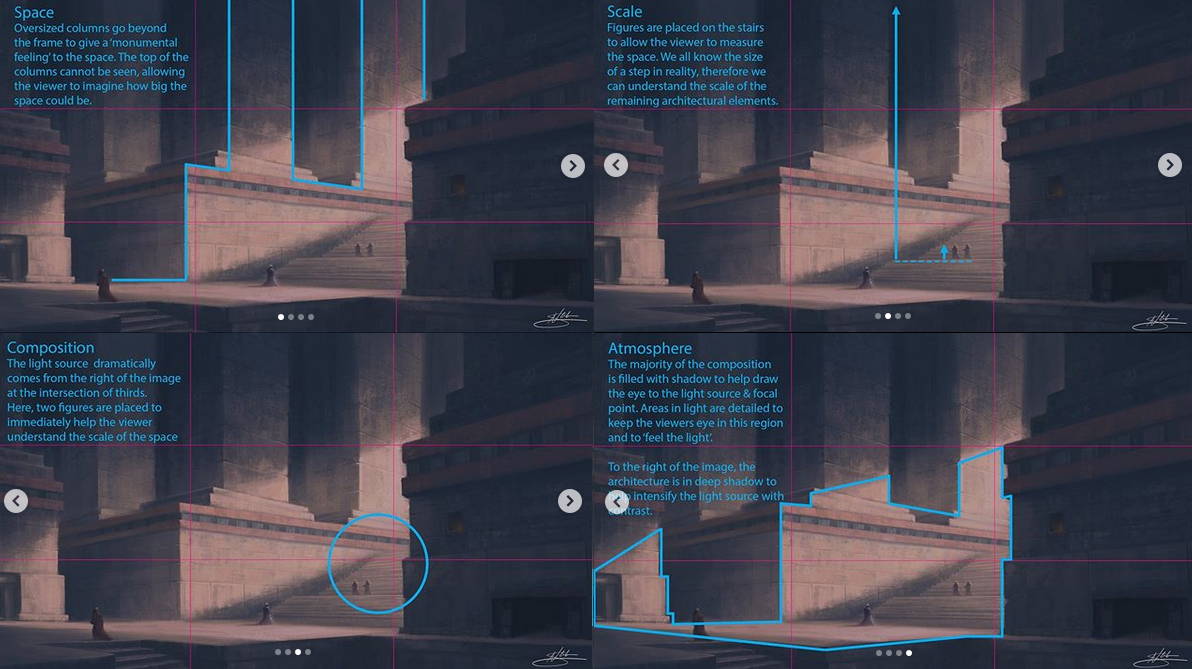 Space
Oversized columns go beyond
the frame to give a 'monumental
feeling' to the space. The top of the
columns cannot be seen, allowing
the viewer to imagine how big the
space could be.
Scale
Figures are placed on the stairs
to allow the viewer to measure
the space. We all know the size
of a step in reality, therefore we
can understand the scale of the
remaining architectural elements.
Composition
The light source dramatically
comes from the right of the image
at the intersection of thirds.
Here, two figures are placed to
immediately help the viewer
understand the scale of the space
Atmosphere
The majority of the composition
is filled with shadow to help draw
the eye to the light source & focal
point. Areas in light are detailed to
keep the viewers eye in this region
and to 'feel the light'.
To the right of the image, the
architecture is in deep shadow to
help intensify the light source with
contrast.